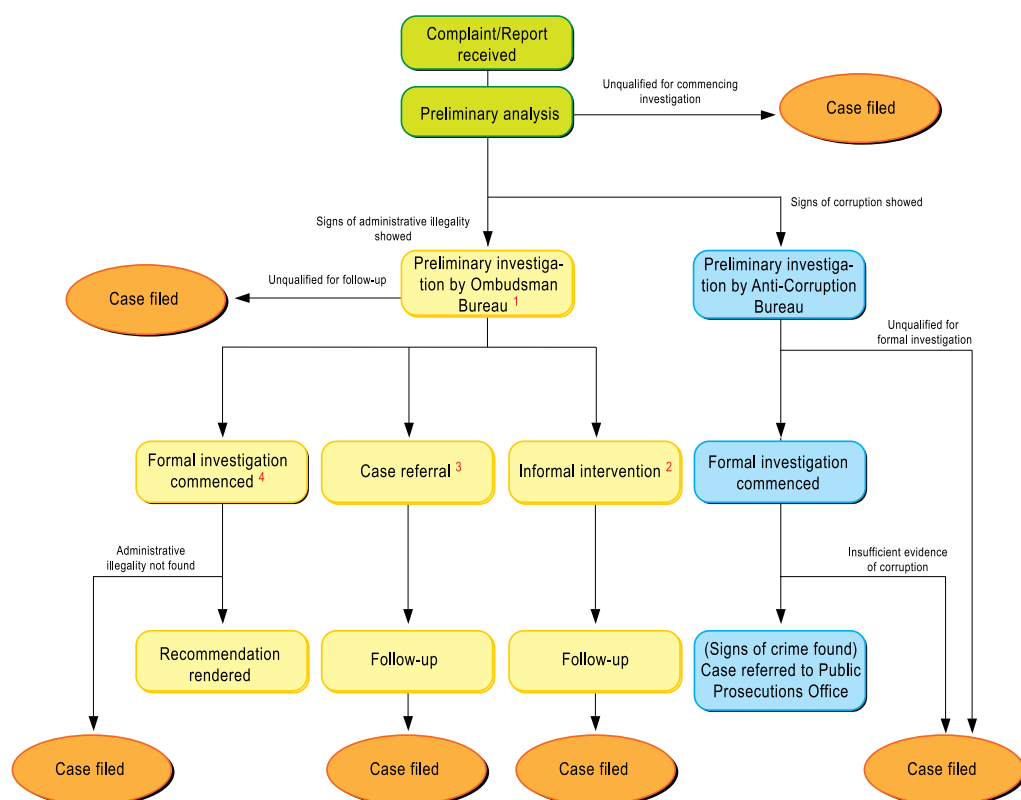 Complaint/Report
received
Unqualified for commencing
investigation
Case filed
Preliminary analysis
Signs of corruption showed
Signs of administrative illegality
showed
Preliminary investiga-
tion by Ombudsman
Bureau 1
Unqualified for follow-up
Case filed
Preliminary investiga-
tion by Anti-Corruption
Bureau
Unqualified for
formal investigation
Formal investigation
commenced 4
Case referral 3
Informal intervention 2
Formal investigation
commenced
Administrative
illegality not found
Insufficient evidence
of corruption
Recommendation
rendered
Follow-up
Follow-up
(Signs of crime found)
Case referred to Public
Prosecutions Office
Case filed
Case filed
Case filed
Case filed